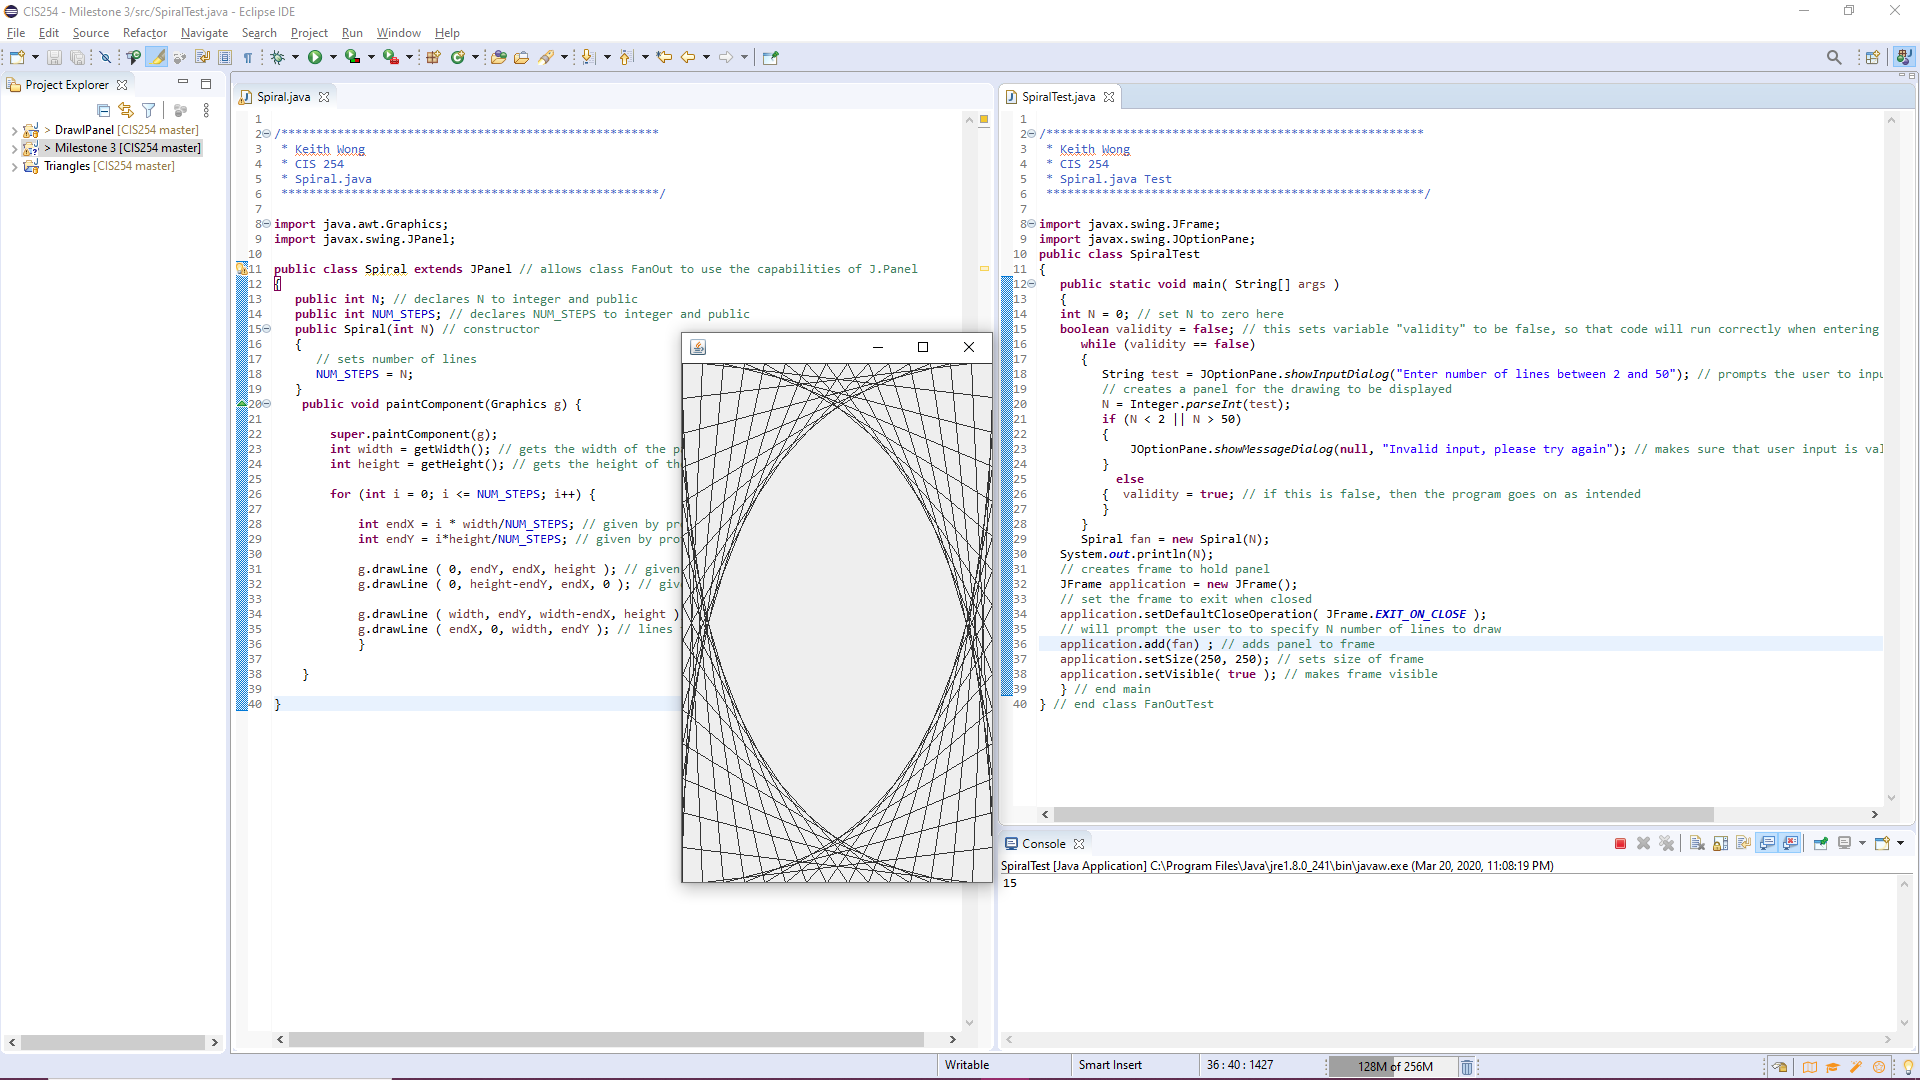 CIS254 - Milestone 3/src/SpiralTest.java - Eclipse IDE
File Edit Source Refactor Navigate Search Project Run Window Help
Project Explorer
> DrawlPanel [CIS254 master]
> Milestone 3 [CIS254 master]
Triangles [CIS254 master]
Spiral.java
1
2 /******************************************************
3 * Keith Wong
4 * CIS 254
5 * Spiral.java
6 ******************************************************/
7
8 import java.awt.Graphics;
9 import javax.swing.JPanel;
10
11 public class Spiral extends JPanel // allows class FanOut to use the capabilities of J.Panel
12 {
13 public int N; // declares N to integer and public
14 public int NUM_STEPS; // declares NUM_STEPS to integer and public
15 public Spiral(int N) // constructor
16 {
17 // sets number of lines
18 NUM_STEPS = N;
19 }
20 public void paintComponent(Graphics g) {
21
22 super.paintComponent(g);
23 int width = getWidth(); // gets the width of the
24 int height = getHeight(); // gets the height of
25
26 for (int i = 0; i <= NUM_STEPS; i++) {
27
28 int endX = i * width/NUM_STEPS; // given by
29 int endY = i*height/NUM_STEPS; // given by
30
31 g.drawLine ( 0, endY, endX, height ); // given
32 g.drawLine ( 0, height-endY, endX, 0 ); //
33
34 g.drawLine ( width, endY, width-endX, height )
35 g.drawLine ( endX, 0, width, endY ); // lines
36 }
37
38 }
39
40 }
SpiralTest.java
1
2 /******************************************************
3 * Keith Wong
4 * CIS 254
5 * Spiral.java Test
6 ******************************************************/
7
8 import javax.swing.JFrame;
9 import javax.swing.JOptionPane;
10 public class SpiralTest
11 {
12 public static void main( String[] args )
13 {
14 int N = 0; // set N to zero here
15 boolean validity = false; // this sets variable "validity" to be false, so that code will run correctly when entering
16 while (validity == false)
17 {
18 String test = JOptionPane.showInputDialog("Enter number of lines between 2 and 50"); // prompts the user to
19 // creates a panel for the drawing to be displayed
20 N = Integer.parseInt(test);
21 if (N < 2 || N > 50)
22 {
23 JOptionPane.showMessageDialog(null, "Invalid input, please try again"); // makes sure that user input is
24 }
25 else
26 { validity = true; // if this is false, then the program goes on as intended
27 }
28 }
29 Spiral fan = new Spiral(N);
30 System.out.println(N);
31 // creates frame to hold panel
32 JFrame application = new JFrame();
33 // set the frame to exit when closed
34 application.setDefaultCloseOperation( JFrame.EXIT_ON_CLOSE );
35 // will prompt the user to to specify N number of lines to draw
36 application.add(fan) ; // adds panel to frame
37 application.setSize(250, 250); // sets size of frame
38 application.setVisible( true ); // makes frame visible
39 } // end main
40 } // end class FanOutTest
Console
SpiralTest [Java Application] C:\Program Files\Java\jre1.8.0_241\bin\javaw.exe (Mar 20, 2020, 11:08:19 PM)
15
Writable Smart Insert 36 : 40 : 1427 128M of 256M